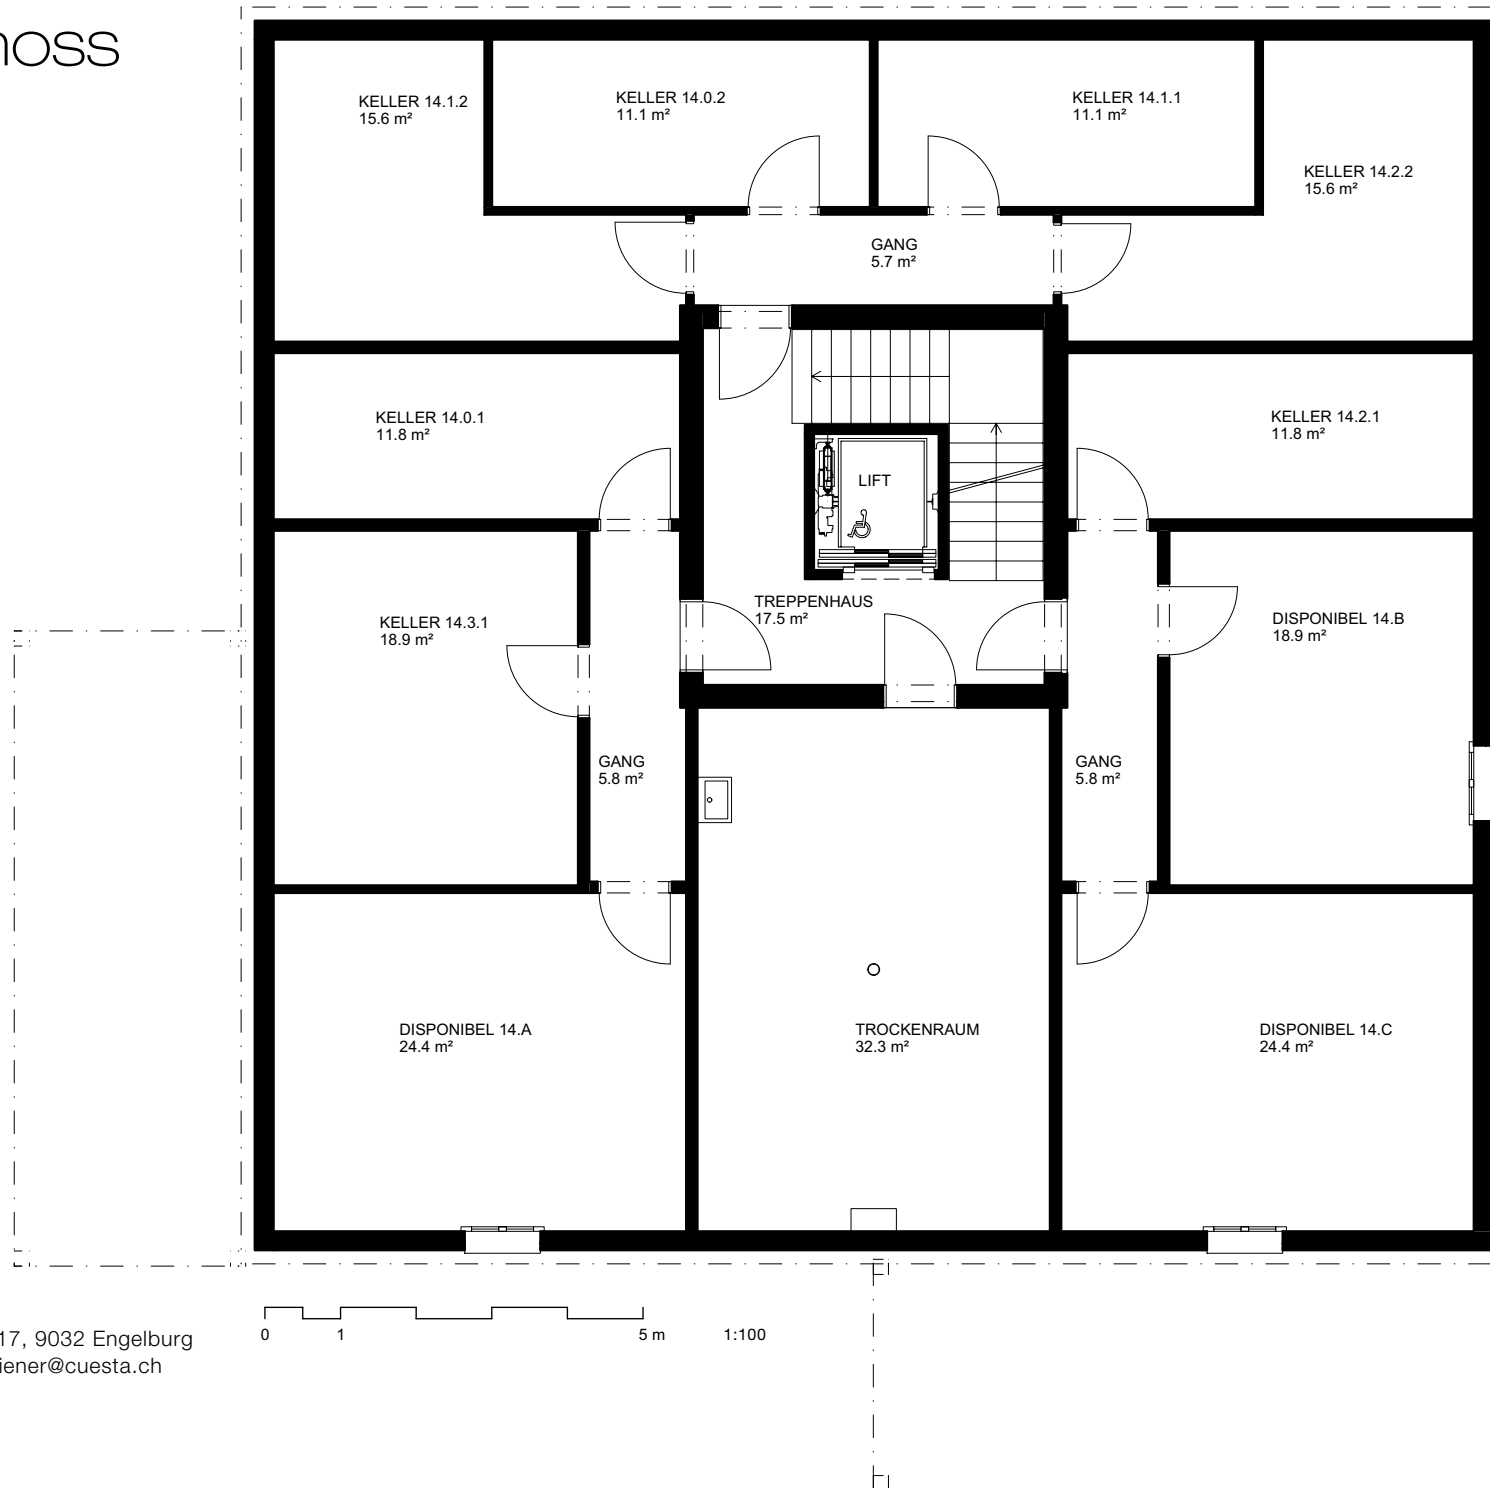 noss
KELLER 14.1.2
15.6 m²
KELLER 14.0.2
11.1 m²
KELLER 14.1.1
11.1 m²
KELLER 14.2.2
15.6 m²
GANG
5.7 m²
KELLER 14.0.1
11.8 m²
KELLER 14.2.1
11.8 m²
LIFT
TREPPENHAUS
17.5 m²
KELLER 14.3.1
18.9 m²
DISPONIBEL 14.B
18.9 m²
GANG
5.8 m²
GANG
5.8 m²
DISPONIBEL 14.A
24.4 m²
TROCKENRAUM
32.3 m²
DISPONIBEL 14.C
24.4 m²
0 1 5 m 1:100
17, 9032 Engelburg
iener@cuesta.ch